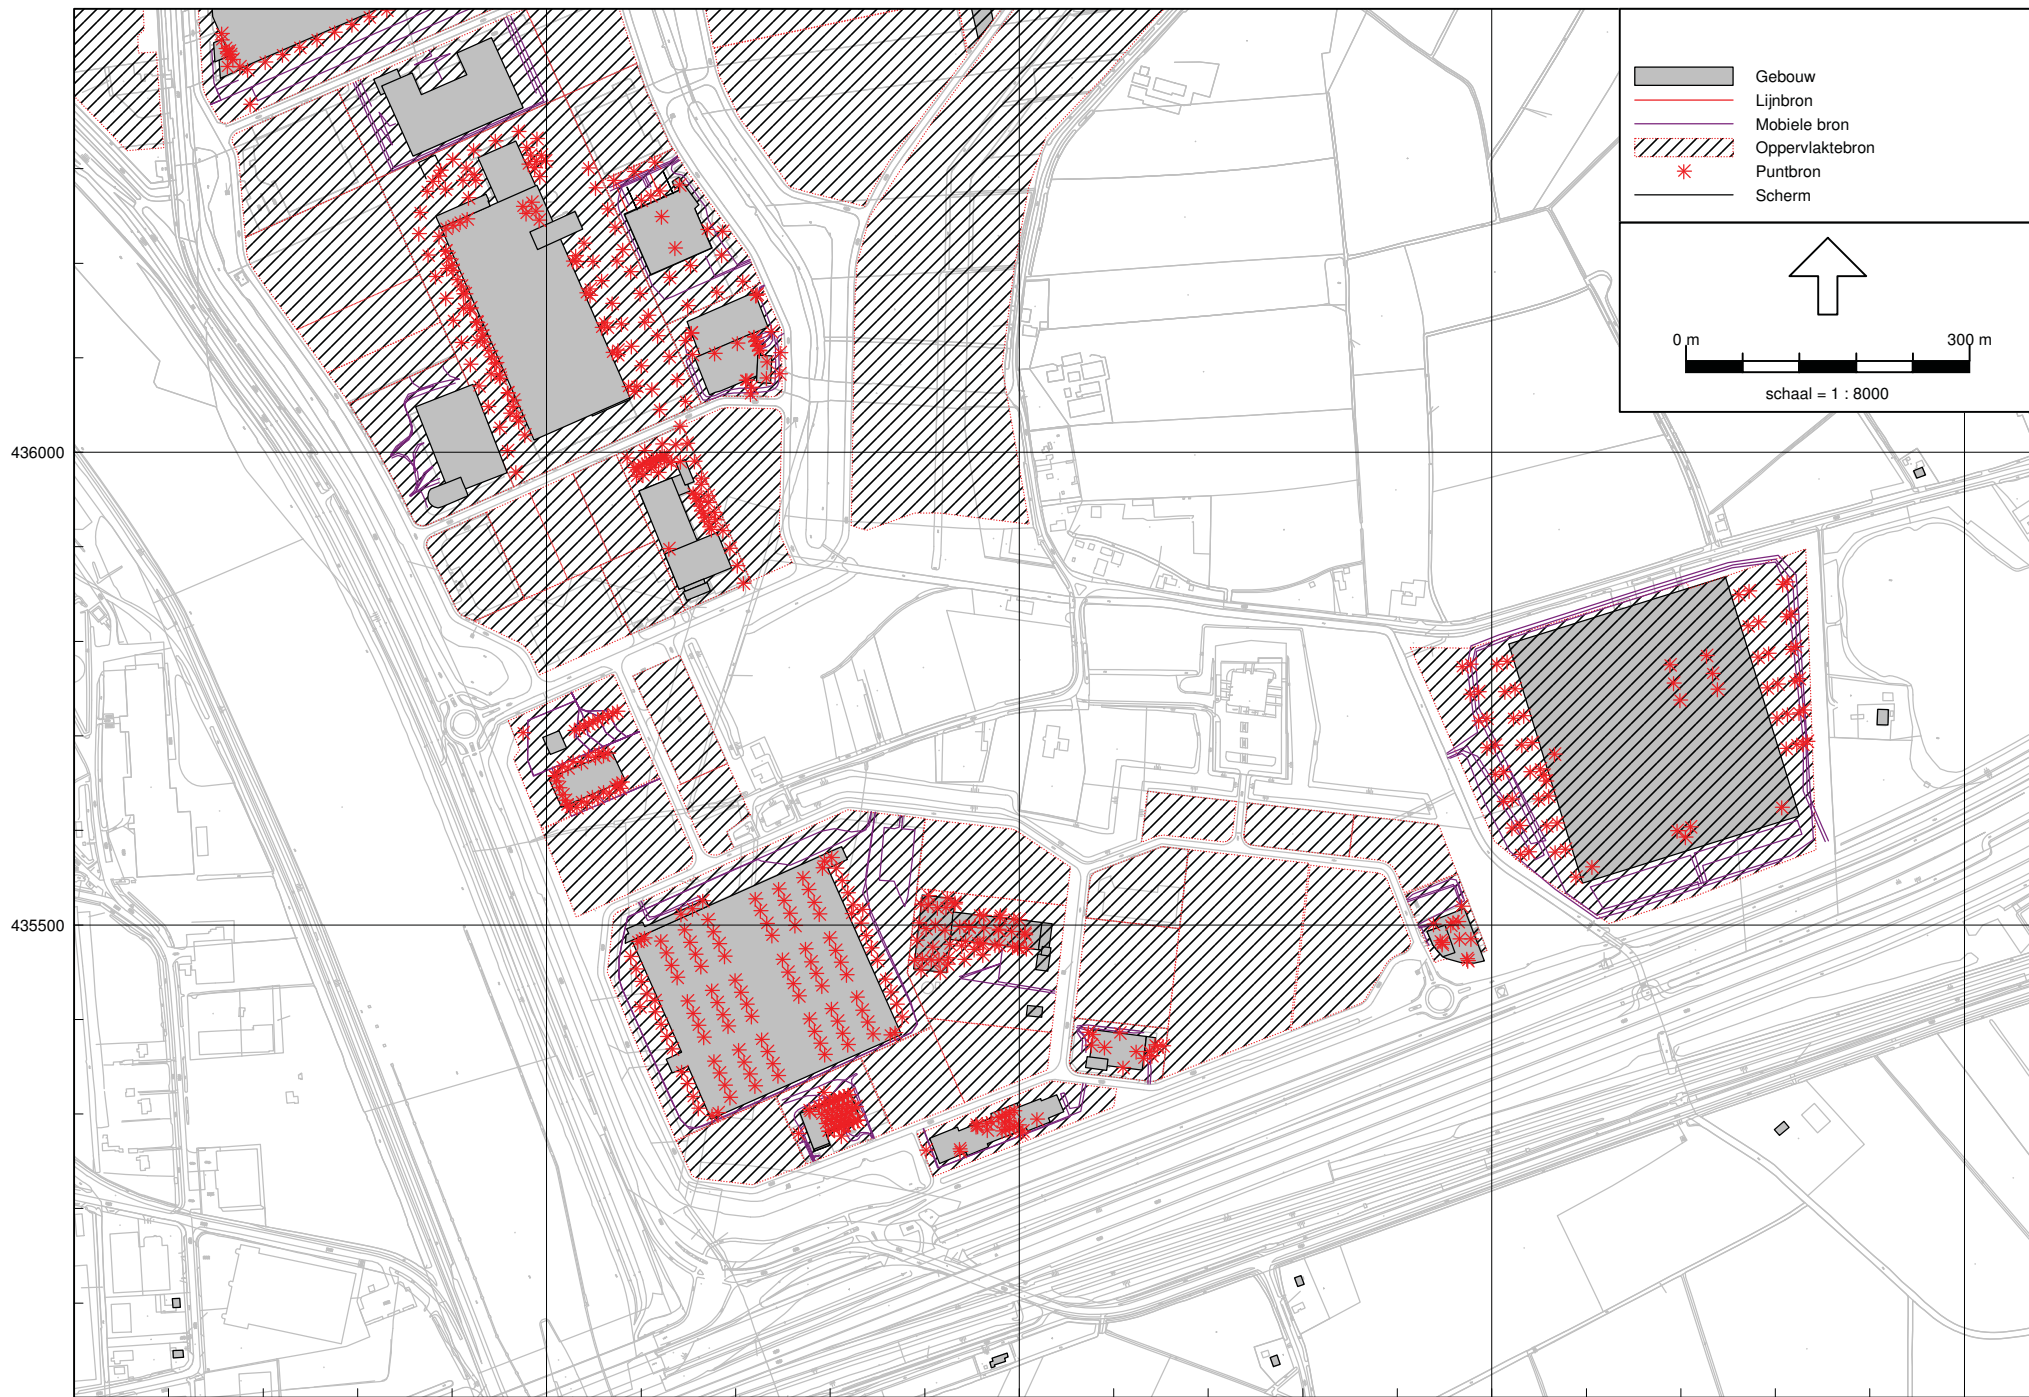 Gebouw
Lijnbron
Mobiele bron
Oppervlaktebron
Puntbron
Scherm
0 m 300 m
schaal = 1 : 8000
436000
435500